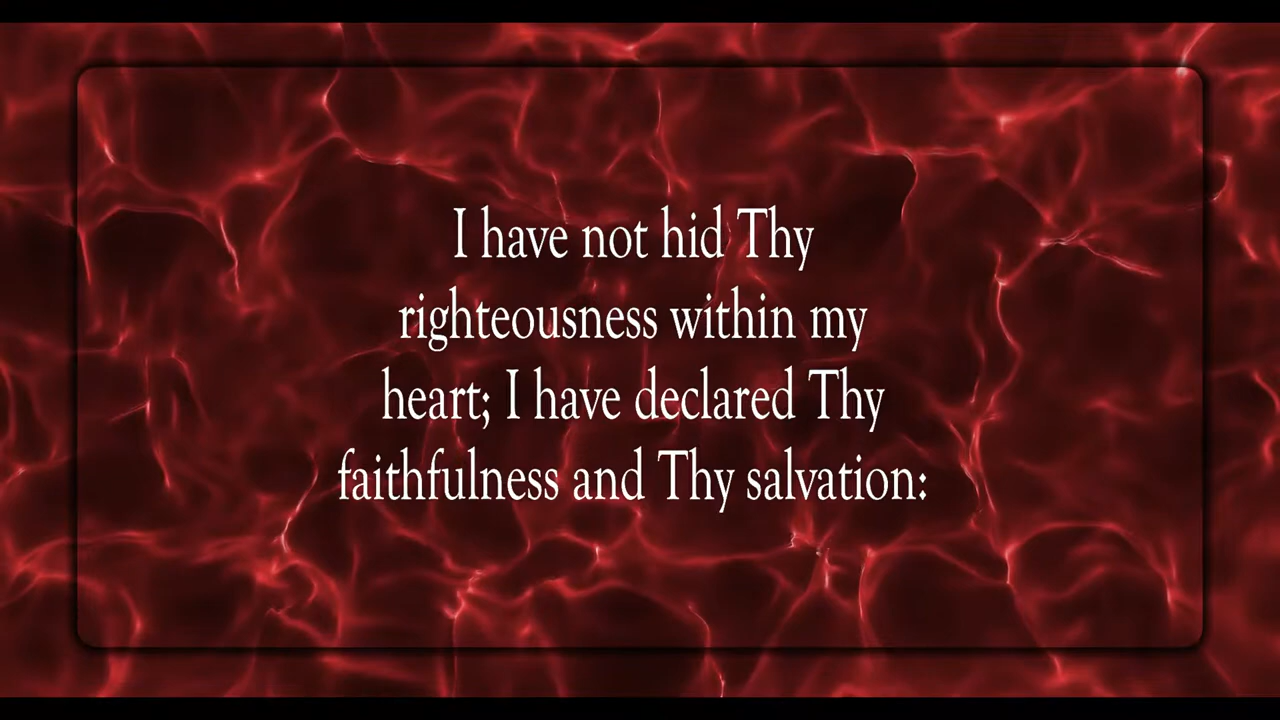 I have not hid Thy
righteousness within my
heart; I have declared Thy
faithfulness and Thy salvation: